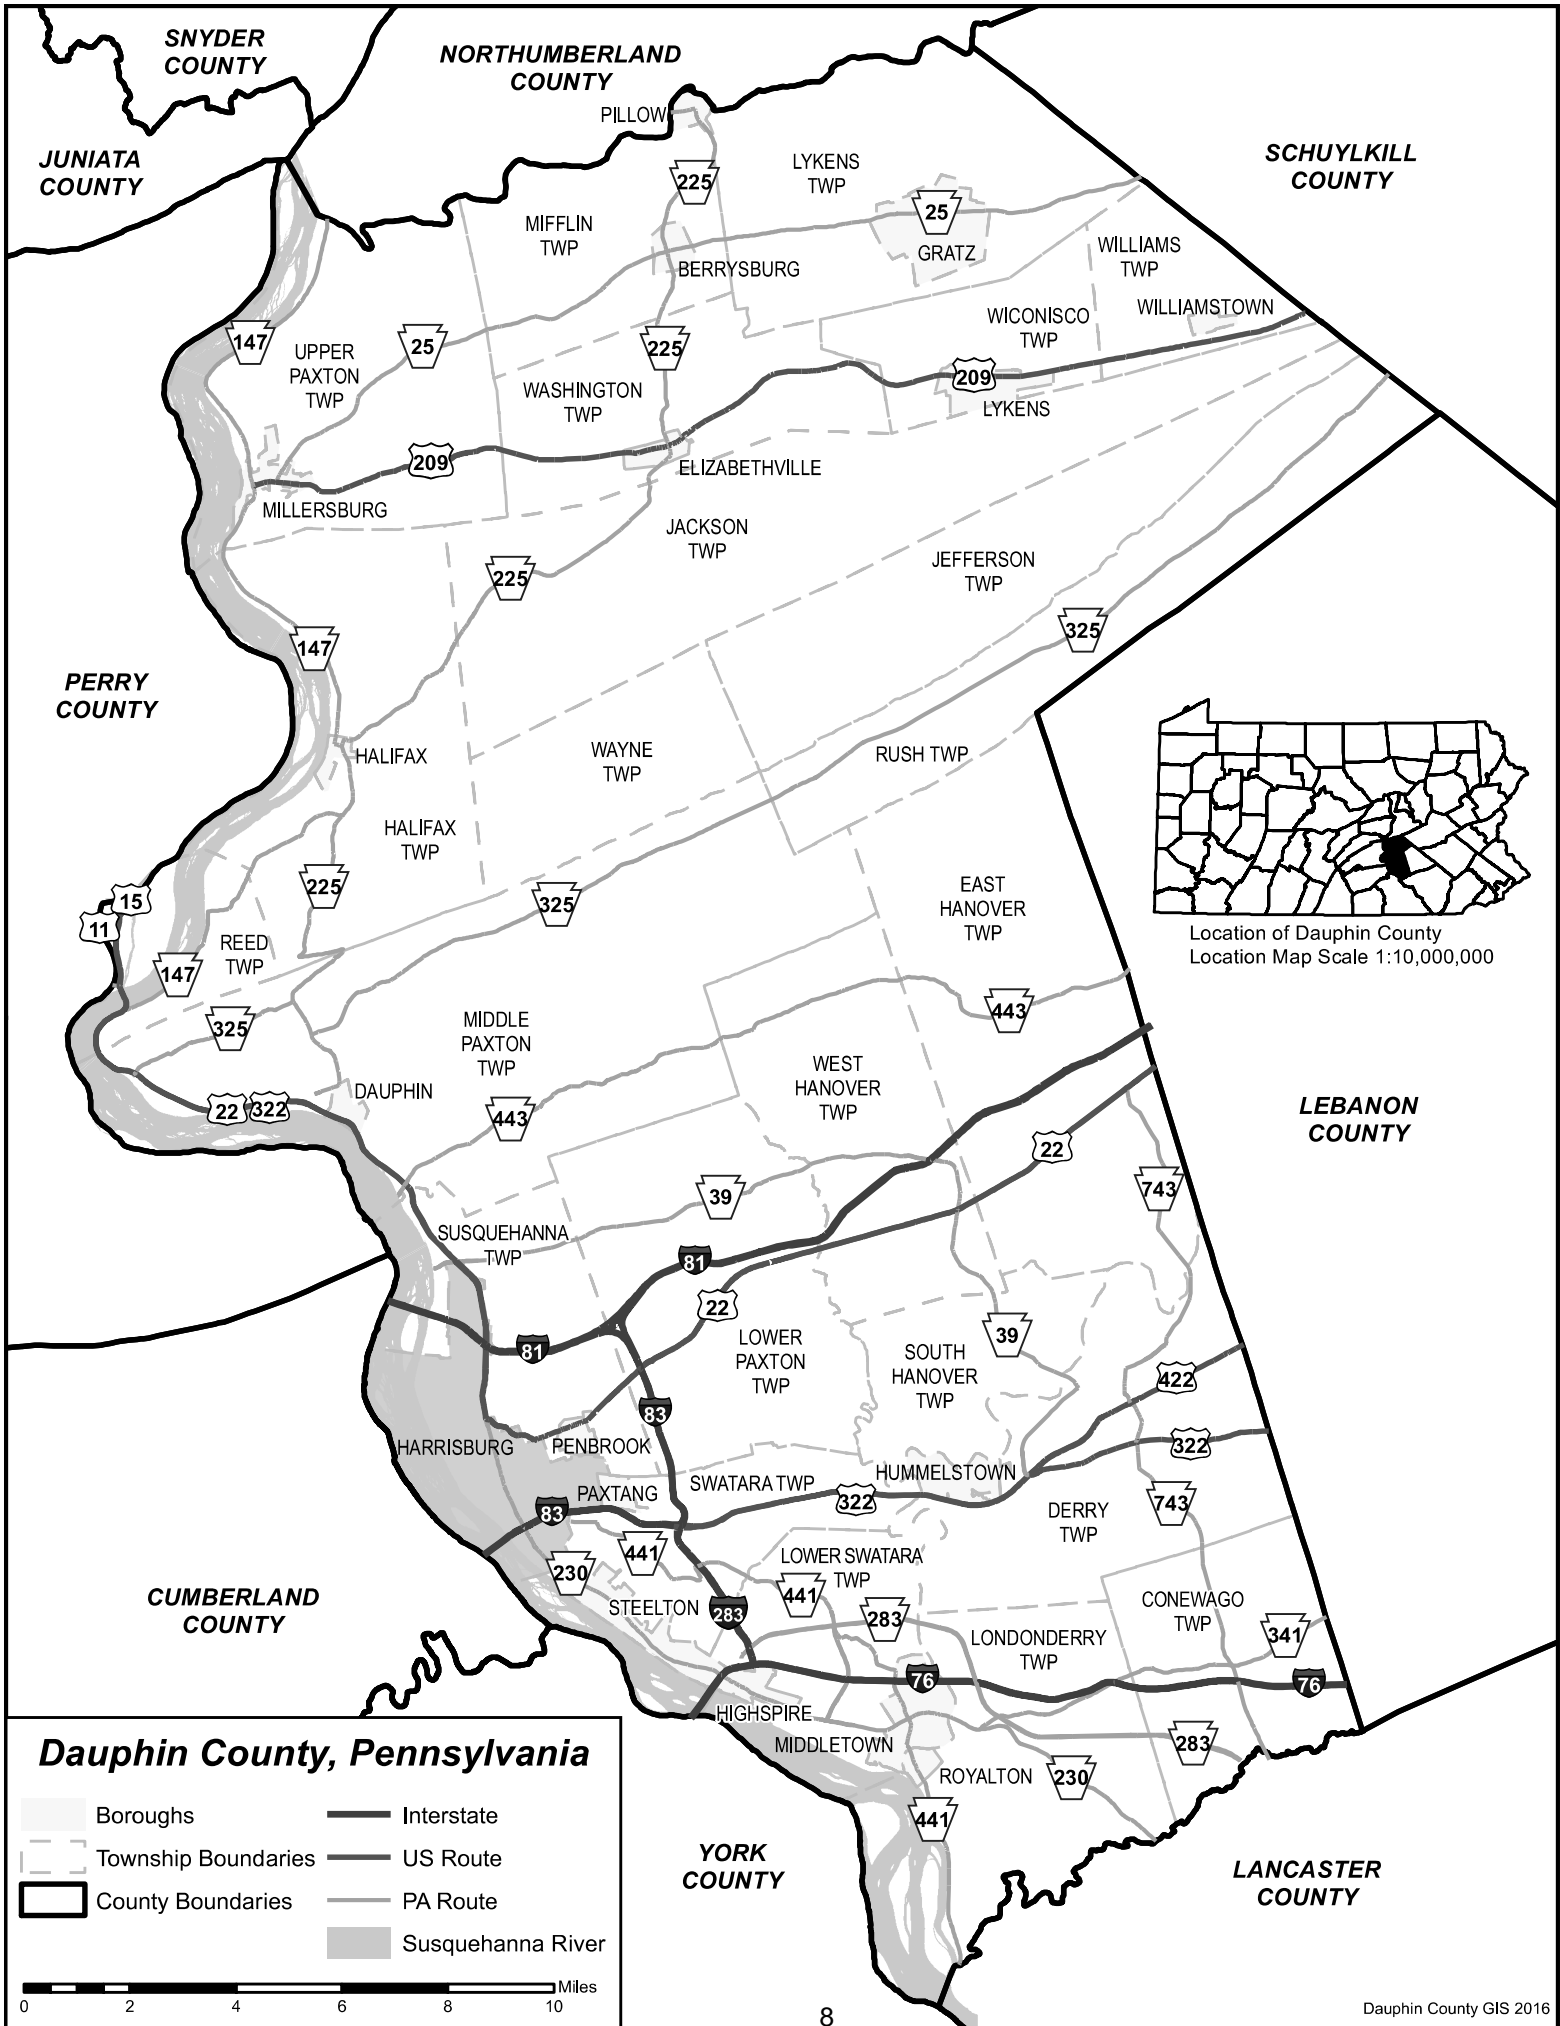 SNYDER
COUNTY
NORTHUMBERLAND
COUNTY
PILLOW
JUNIATA
COUNTY
SCHUYLKILL
COUNTY
LYKENS
TWP
225
25
MIFFLIN
TWP
GRATZ
WILLIAMS
TWP
BERRYSBURG
WILLIAMSTOWN
WICONISCO
TWP
147
25
225
UPPER
PAXTON
TWP
209
WASHINGTON
TWP
LYKENS
209
ELIZABETHVILLE
MILLERSBURG
JACKSON
TWP
JEFFERSON
TWP
225
325
147
PERRY
COUNTY
HALIFAX
WAYNE
TWP
RUSH TWP
HALIFAX
TWP
225
325
15
11
EAST
HANOVER
TWP
REED
TWP
147
Location of Dauphin County
Location Map Scale 1:10,000,000
325
443
MIDDLE
PAXTON
TWP
WEST
HANOVER
TWP
DAUPHIN
22
322
443
22
LEBANON
COUNTY
39
743
SUSQUEHANNA
TWP
81
22
81
39
LOWER
PAXTON
TWP
SOUTH
HANOVER
TWP
422
83
322
HARRISBURG
PENBROOK
HUMMELSTOWN
SWATARA TWP
PAXTANG
322
83
743
DERRY
TWP
441
230
LOWER SWATARA
TWP
CUMBERLAND
COUNTY
441
STEELTON
283
283
CONEWAGO
TWP
341
LONDONDERRY
TWP
76
76
HIGHSPIRE
MIDDLETOWN
283
ROYALTON
230
441
YORK
COUNTY
LANCASTER
COUNTY
Dauphin County, Pennsylvania
Boroughs
Interstate
Township Boundaries
US Route
County Boundaries
PA Route
Susquehanna River
Miles
0 2 4 6 8 10
8
Dauphin County GIS 2016